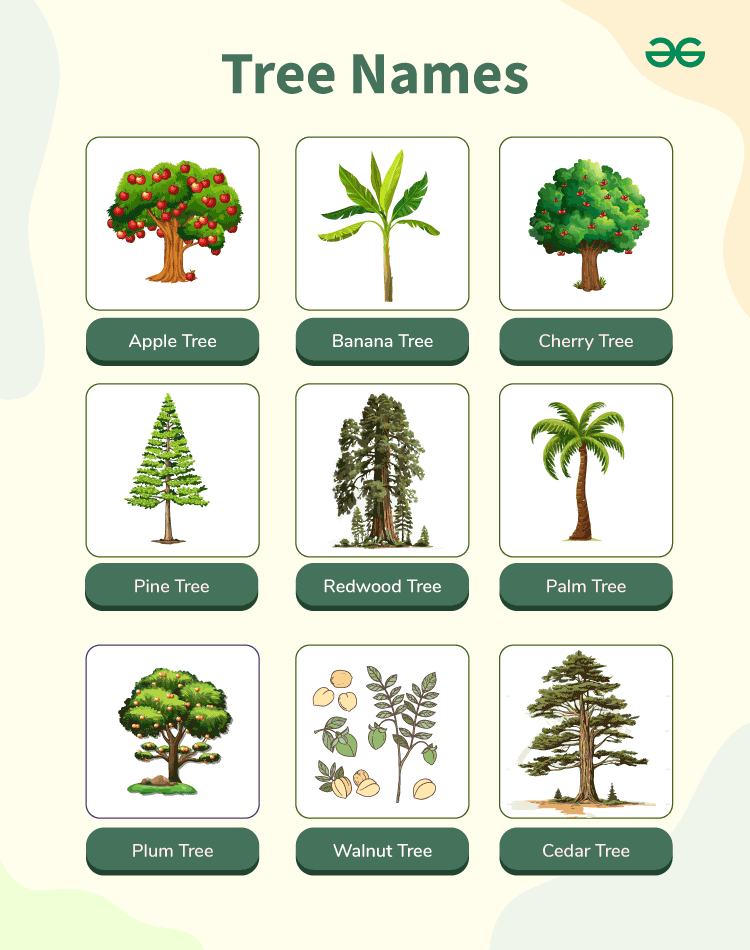 Tree Names
Apple Tree
Banana Tree
Cherry Tree
Pine Tree
Redwood Tree
Palm Tree
Plum Tree
Walnut Tree
Cedar Tree